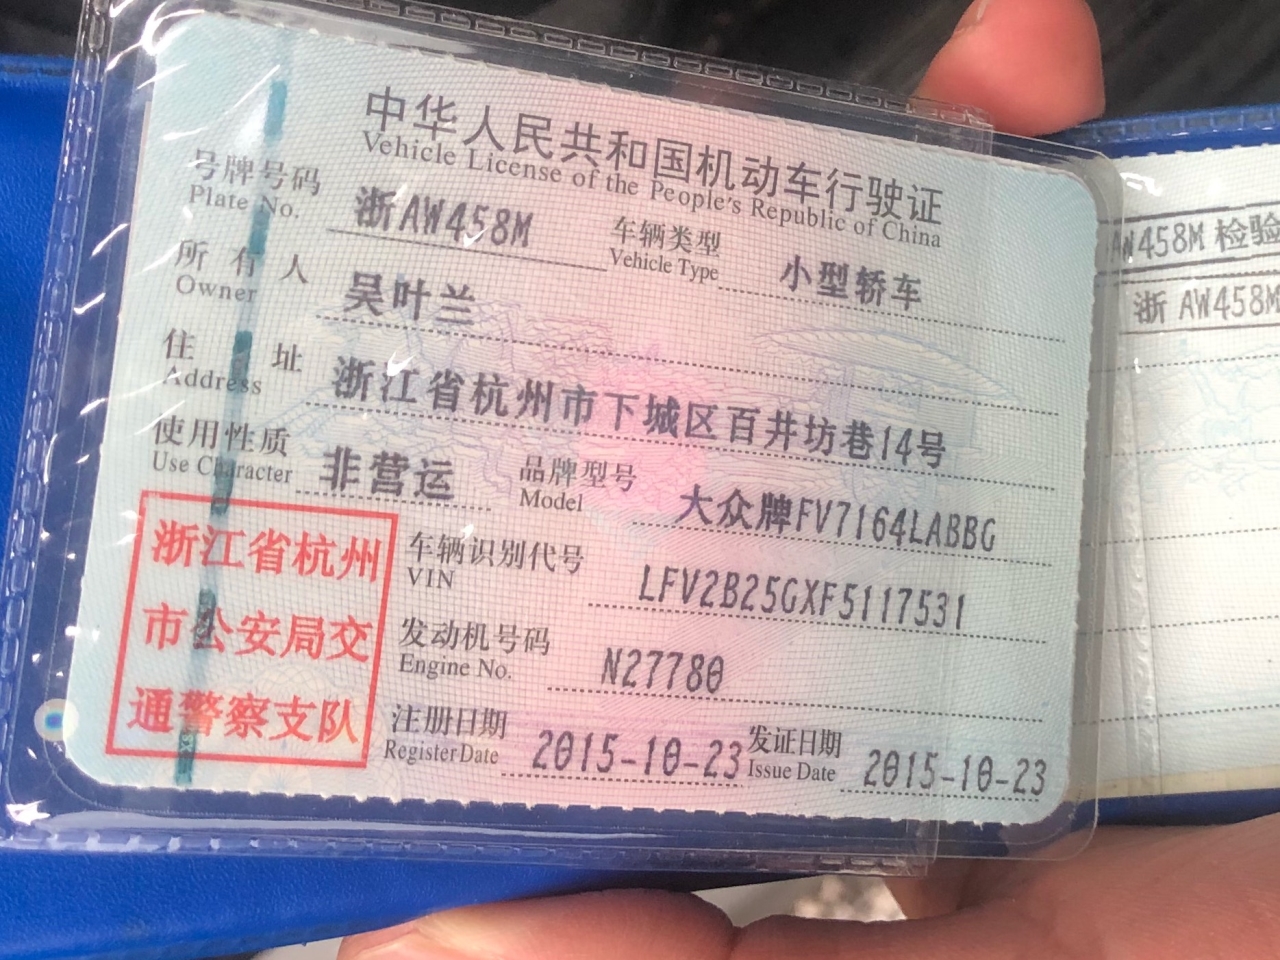 中华人民共和国机动车行驶证
Vehicle License of the People's Republic of China
号牌号码 浙AW458M 车辆类型 小型轿车
Plate No. Vehicle Type
所有人 吴叶兰
Owner
住址 浙江省杭州市下城区百井坊巷14号
Address
使用性质 非营运 品牌型号 大众牌FV7164LABBG
Use Character Model
浙江省杭州
市公安局交
通警察支队
车辆识别代号 LFV2B25GXF5117531
VIN
发动机号码 N27780
Engine No.
注册日期 2015-10-23 发证日期 2015-10-23
Register Date Issue Date
AW458M 检验
浙 AW458M